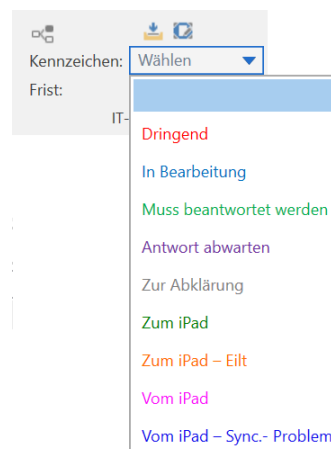 Kennzeichen: Wählen
Frist:
IT-
Dringend
In Bearbeitung
Muss beantwortet werden
Antwort abwarten
Zur Abklärung
Zum iPad
Zum iPad – Eilt
Vom iPad
Vom iPad – Sync.- Problem